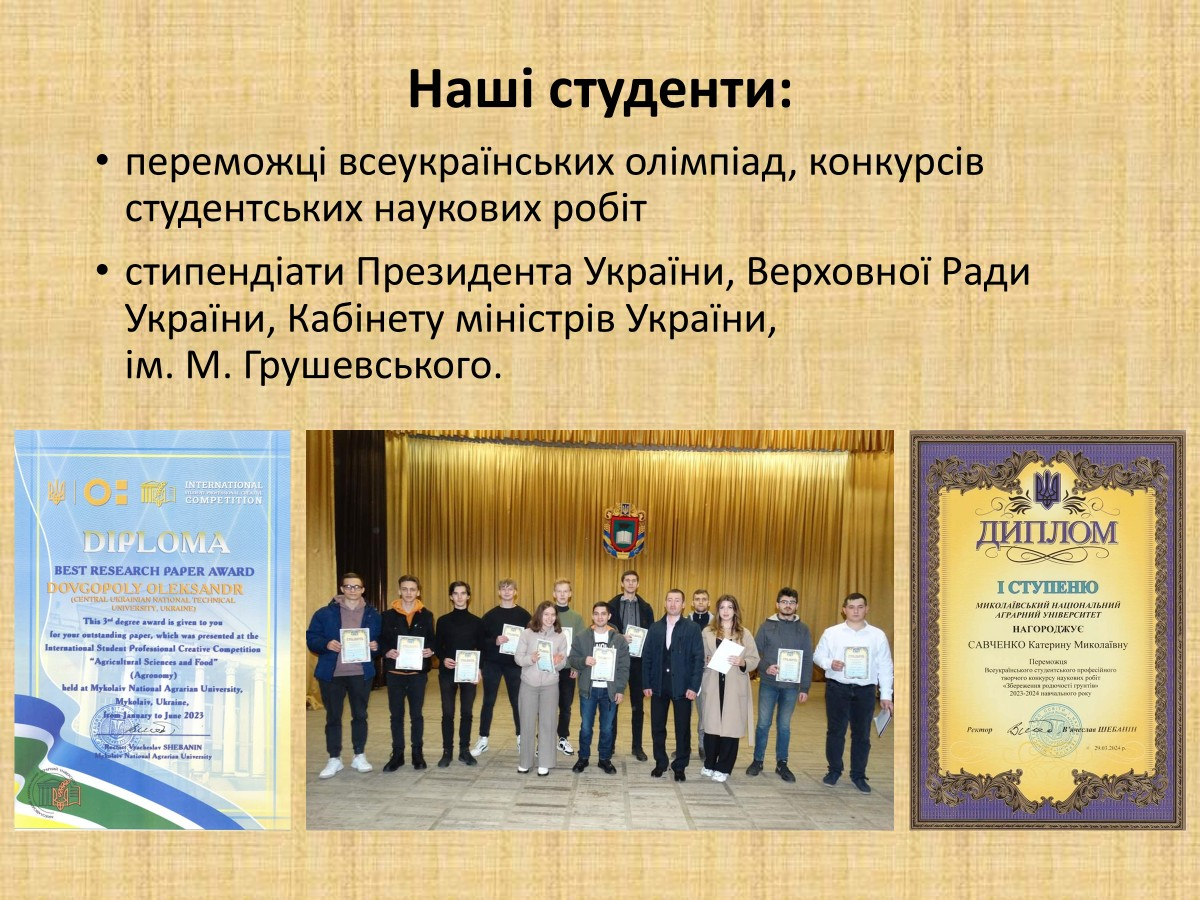 Наші студенти:
• переможці всеукраїнських олімпіад, конкурсів
студентських наукових робіт
• стипендіати Президента України, Верховної Ради
України, Кабінету міністрів України,
ім. М. Грушевського.
INTERNATIONAL
COMPETITION
DIPLOMA
BEST RESEARCH PAPER AWARD
DOVGOPOLY OLEKSANDR
(CENTRAL UKRAINIAN NATIONAL TECHNICAL
UNIVERSITY, UKRAINE)
This 3rd degree award is given to you
for your outstanding paper, which was presented at the
International Student Professional Creative Competition
“Agricultural Sciences and Food”
(Agronomy)
held at Mykolaiv National Agrarian University,
Mykolaiv, Ukraine,
from January to June 2023
Rector Vyacheslav SHEBANIN
Mykolaiv National Agrarian University
ДИПЛОМ
І СТУПЕНЮ
МИКОЛАЇВСЬКИЙ НАЦІОНАЛЬНИЙ
АГРАРНИЙ УНІВЕРСИТЕТ
НАГОРОДЖУЄ
САВЧЕНКО Катерину Миколаївну
Переможця
Всеукраїнського студентського професійного
творчого конкурсу наукових робіт
«Збереження родючості ґрунтів»
2023-2024 навчального року
Ректор В'ячеслав ШЕБАНІН
29.03.2024 р.